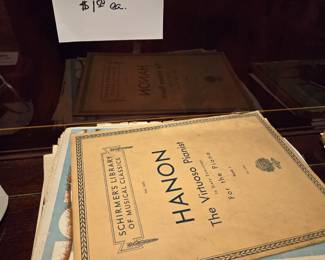 $1.00 ea.
SCHIRMER'S LIBRARY
OF MUSICAL CLASSICS
HANON
The Virtuoso Pianist
For the Piano